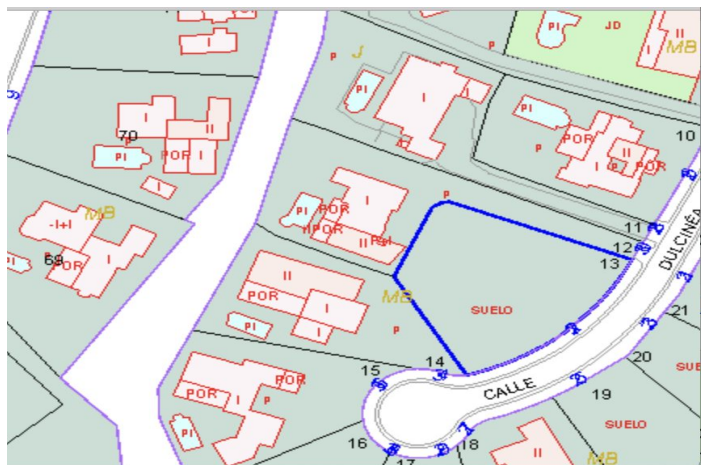 PI
JD
II
I
MB
I
P
J
P
PI
I
I
PI
10
I
II
70
POR
P
II
P
PI
POR
I
I
POR
P
I
I
P
11
PI
POR
I
-I+I
MB
12
DULCINEA
POR
II
13
69
POR
I
PI
II
MB
SUELO
21
POR
I
PI
I
P
20
15
14
SUE
POR
POR
I
P
CALLE
19
PI
I
SUELO
16
18
II
MB
17